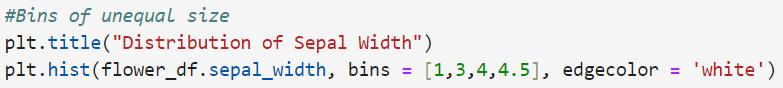 #Bins of unequal size
plt.title("Distribution of Sepal Width")
plt.hist(flower_df.sepal_width, bins = [1,3,4,4.5], edgecolor = 'white')